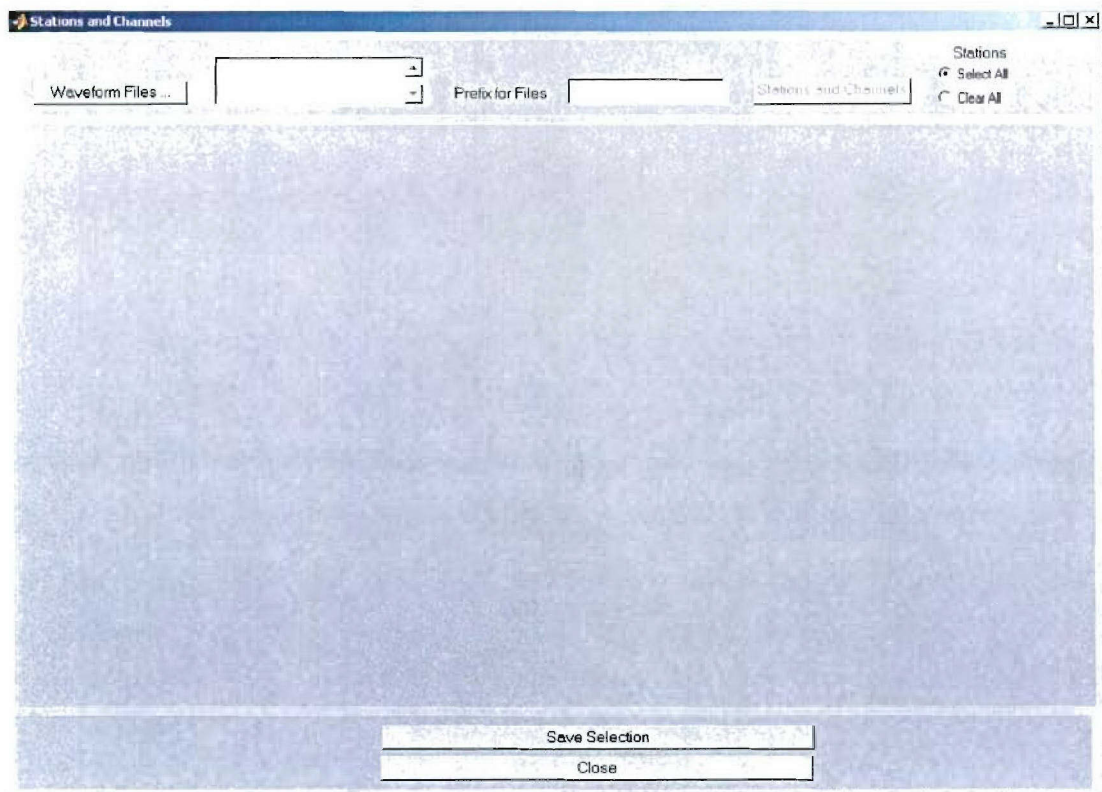 Stations and Channels
Waveform Files ...
Prefix for Files
Stations and Channels
Stations
Select All
Clear All
Save Selection
Close